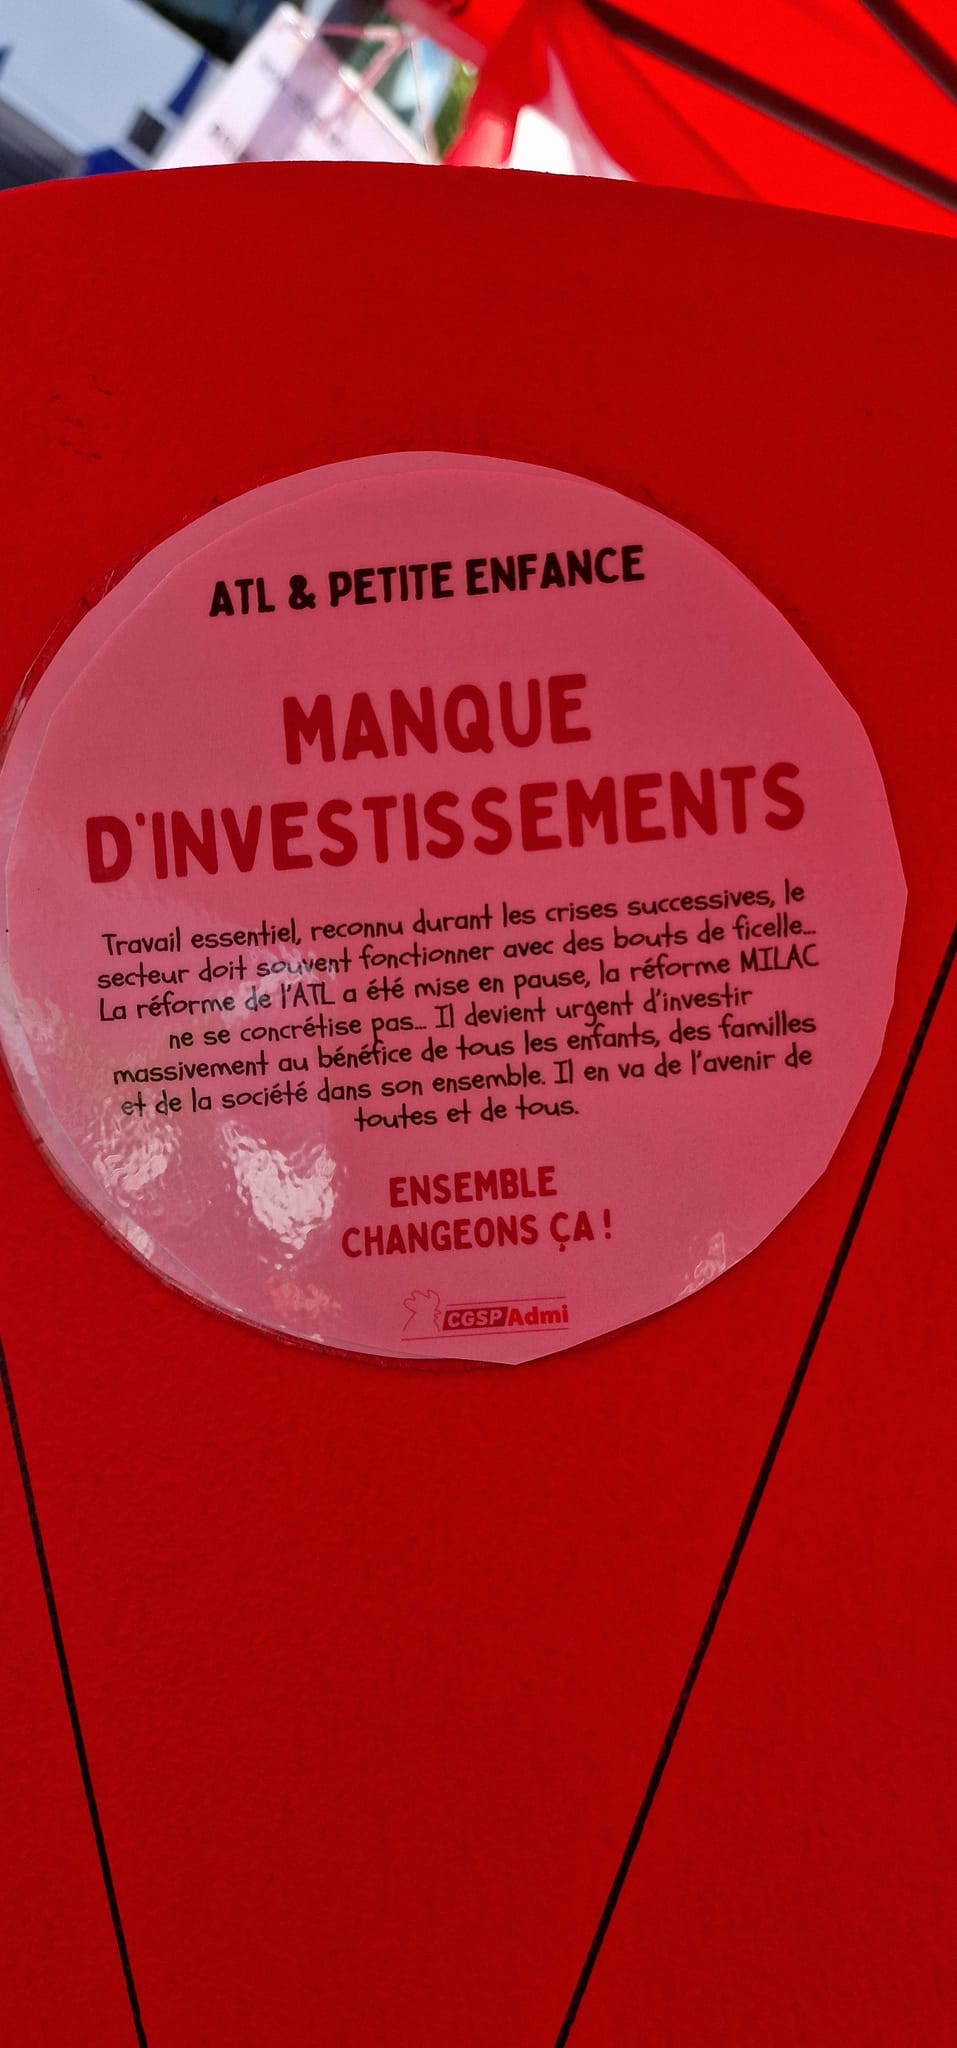 ATL & PETITE ENFANCE
MANQUE
D'INVESTISSEMENTS
Travail essentiel, reconnu durant les crises successives, le
secteur doit souvent fonctionner avec des bouts de ficelle...
La réforme de l'ATL a été mise en pause, la réforme MILAC
ne se concrétise pas... Il devient urgent d'investir
massivement au bénéfice de tous les enfants, des familles
et de la société dans son ensemble. Il en va de l'avenir de
toutes et de tous.
ENSEMBLE
CHANGEONS ÇA !
CGSP Admi